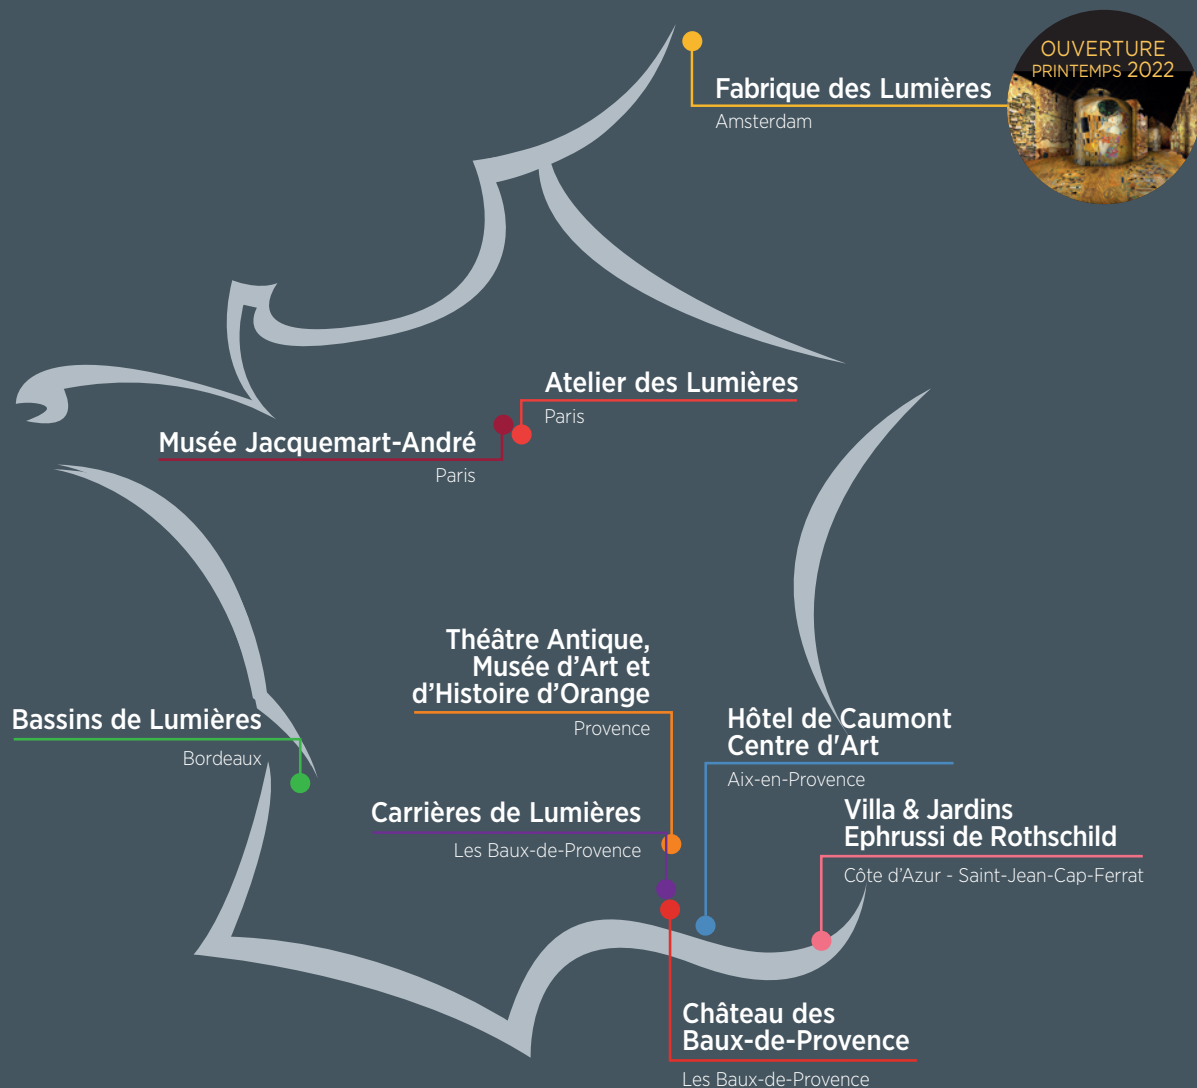 OUVERTURE
PRINTEMPS 2022
Fabrique des Lumières
Amsterdam
Atelier des Lumières
Paris
Musée Jacquemart-André
Paris
Théâtre Antique,
Musée d’Art et
d’Histoire d’Orange
Provence
Bassins de Lumières
Bordeaux
Hôtel de Caumont
Centre d'Art
Aix-en-Provence
Carrières de Lumières
Les Baux-de-Provence
Villa & Jardins
Ephrussi de Rothschild
Côte d’Azur - Saint-Jean-Cap-Ferrat
Château des
Baux-de-Provence
Les Baux-de-Provence